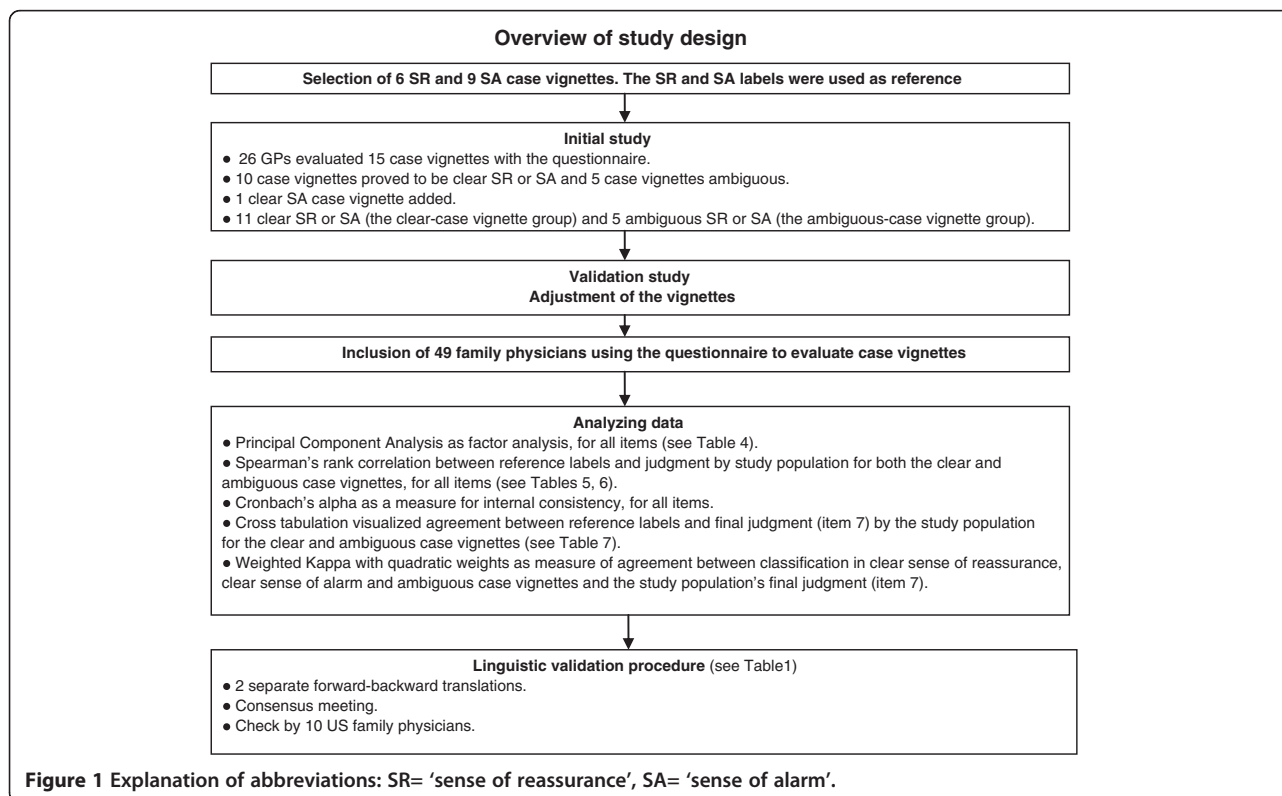 Overview of study design
Selection of 6 SR and 9 SA case vignettes. The SR and SA labels were used as reference
Initial study
● 26 GPs evaluated 15 case vignettes with the questionnaire.
● 10 case vignettes proved to be clear SR or SA and 5 case vignettes ambiguous.
● 1 clear SA case vignette added.
● 11 clear SR or SA (the clear-case vignette group) and 5 ambiguous SR or SA (the ambiguous-case vignette group).
Validation study
Adjustment of the vignettes
Inclusion of 49 family physicians using the questionnaire to evaluate case vignettes
Analyzing data
● Principal Component Analysis as factor analysis, for all items (see Table 4).
● Spearman’s rank correlation between reference labels and judgment by study population for both the clear and
ambiguous case vignettes, for all items (see Tables 5, 6).
● Cronbach’s alpha as a measure for internal consistency, for all items.
● Cross tabulation visualized agreement between reference labels and final judgment (item 7) by the study population
for the clear and ambiguous case vignettes (see Table 7).
● Weighted Kappa with quadratic weights as measure of agreement between classification in clear sense of reassurance,
clear sense of alarm and ambiguous case vignettes and the study population’s final judgment (item 7).
Linguistic validation procedure (see Table1)
● 2 separate forward-backward translations.
● Consensus meeting.
● Check by 10 US family physicians.
Figure 1 Explanation of abbreviations: SR= ‘sense of reassurance’, SA= ‘sense of alarm’.